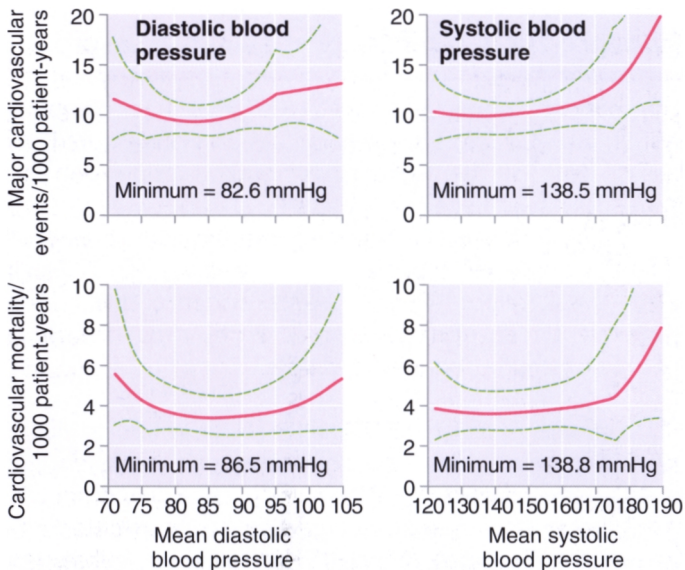 Major cardiovascular
events/1000 patient-years
20
15
10
5
0
Diastolic blood
pressure
Minimum = 82.6 mmHg
20
15
10
5
0
Systolic blood
pressure
Minimum = 138.5 mmHg
Cardiovascular mortality/
1000 patient-years
10
8
6
4
2
0
Minimum = 86.5 mmHg
70 75 80 85 90 95 100 105
Mean diastolic
blood pressure
10
8
6
4
2
0
Minimum = 138.8 mmHg
120 130 140 150 160 170 180 190
Mean systolic
blood pressure